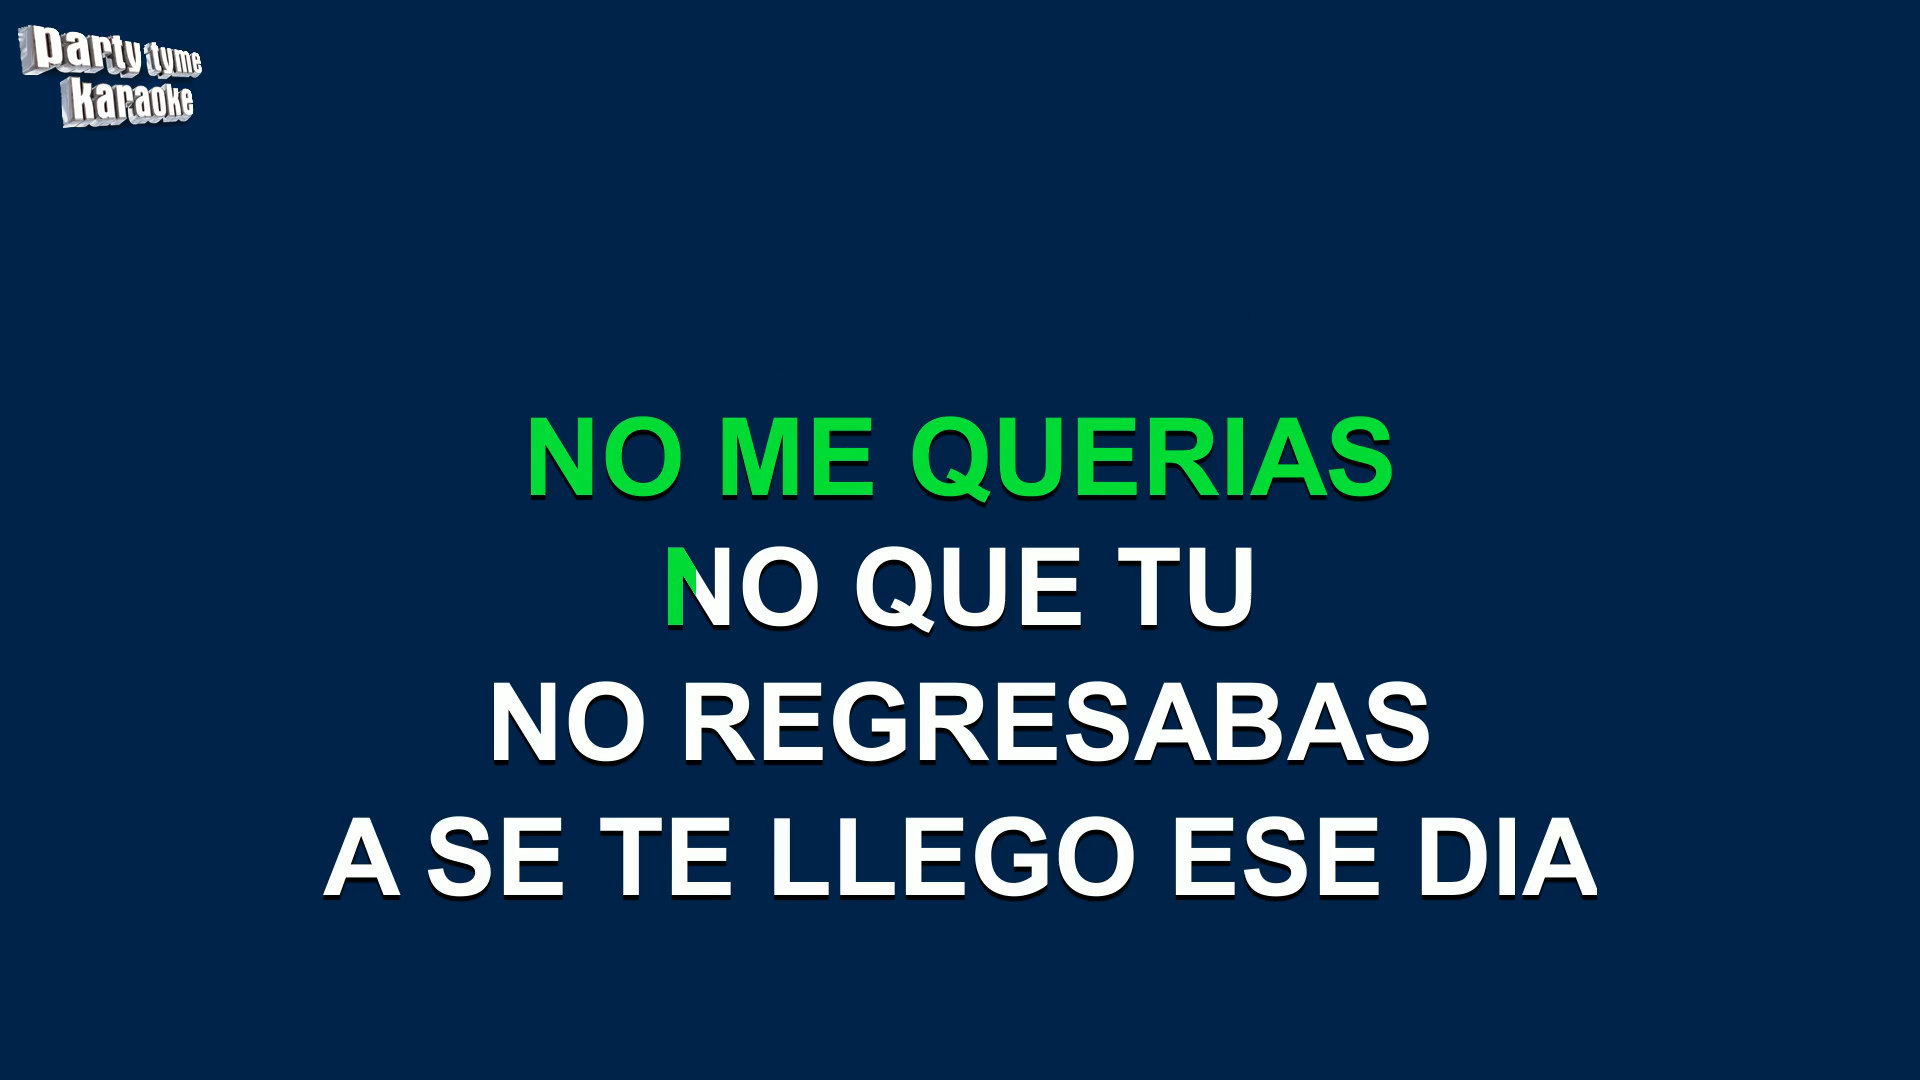 party tyme
karaoke
NO ME QUERIAS
NO QUE TU
NO REGRESABAS
A SE TE LLEGO ESE DIA